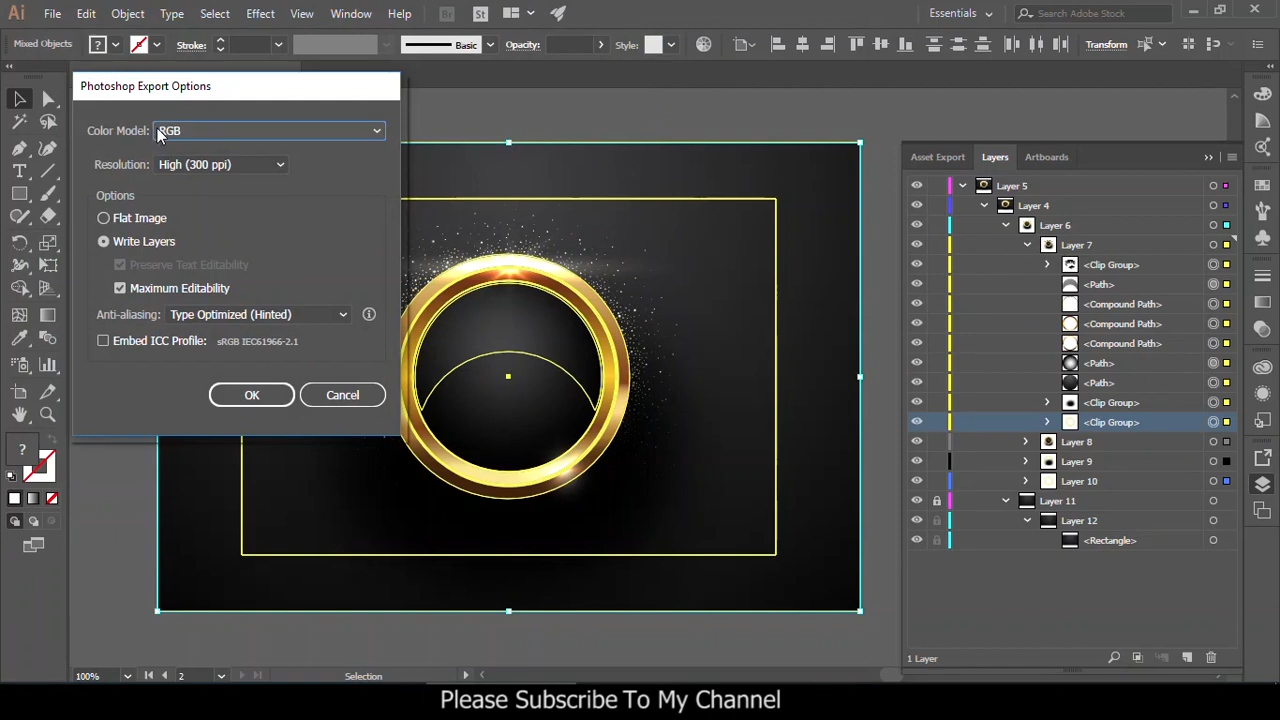 Ai File Edit Object Type Select Effect View Window Help Br St Essentials Search Adobe Stock
Mixed Objects ? Stroke: Basic Opacity: Style: Transform
Photoshop Export Options
Color Model: RGB
Resolution: High (300 ppi)
Options
Flat Image
Write Layers
Preserve Text Editability
Maximum Editability
Anti-aliasing: Type Optimized (Hinted)
Embed ICC Profile: sRGB IEC61966-2.1
OK Cancel
?
Asset Export Layers Artboards
Layer 5
Layer 4
Layer 6
Layer 7
<Clip Group>
<Path>
<Compound Path>
<Compound Path>
<Compound Path>
<Path>
<Path>
<Clip Group>
<Clip Group>
Layer 8
Layer 9
Layer 10
Layer 11
Layer 12
<Rectangle>
1 Layer
100% 2 Selection
Please Subscribe To My Channel